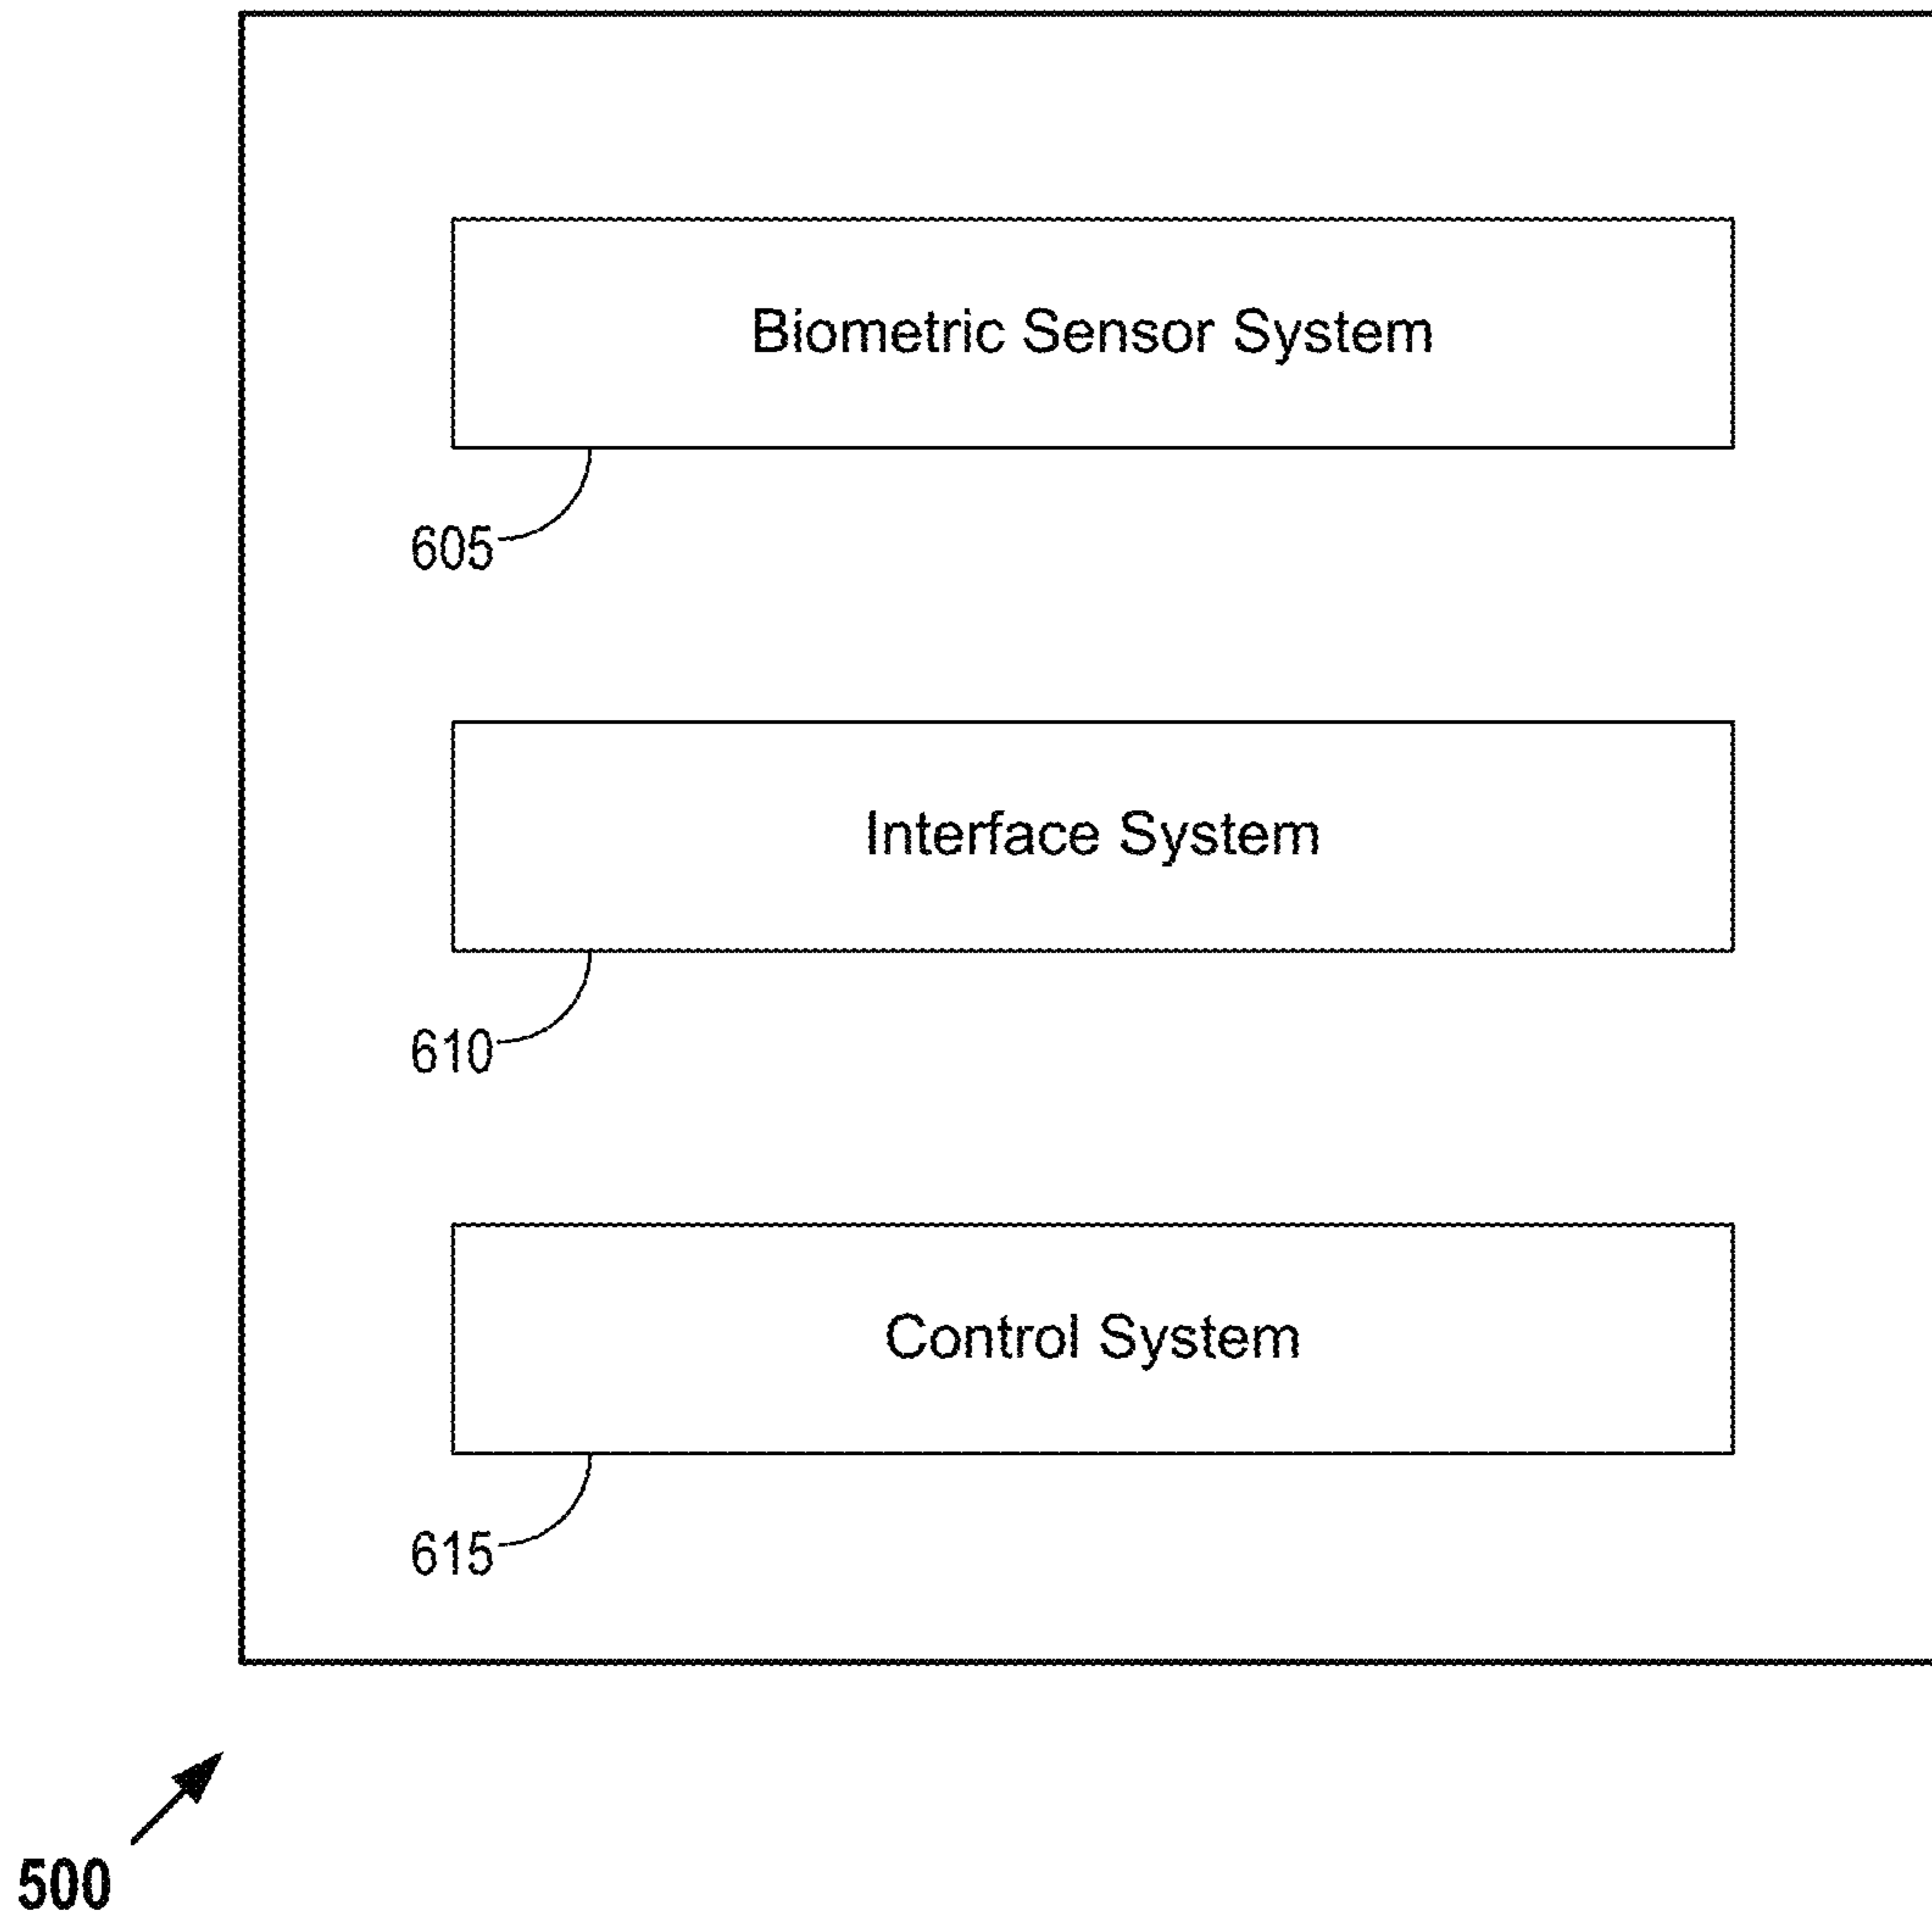 Biometric Sensor System
605
Interface System
610
Control System
615
500